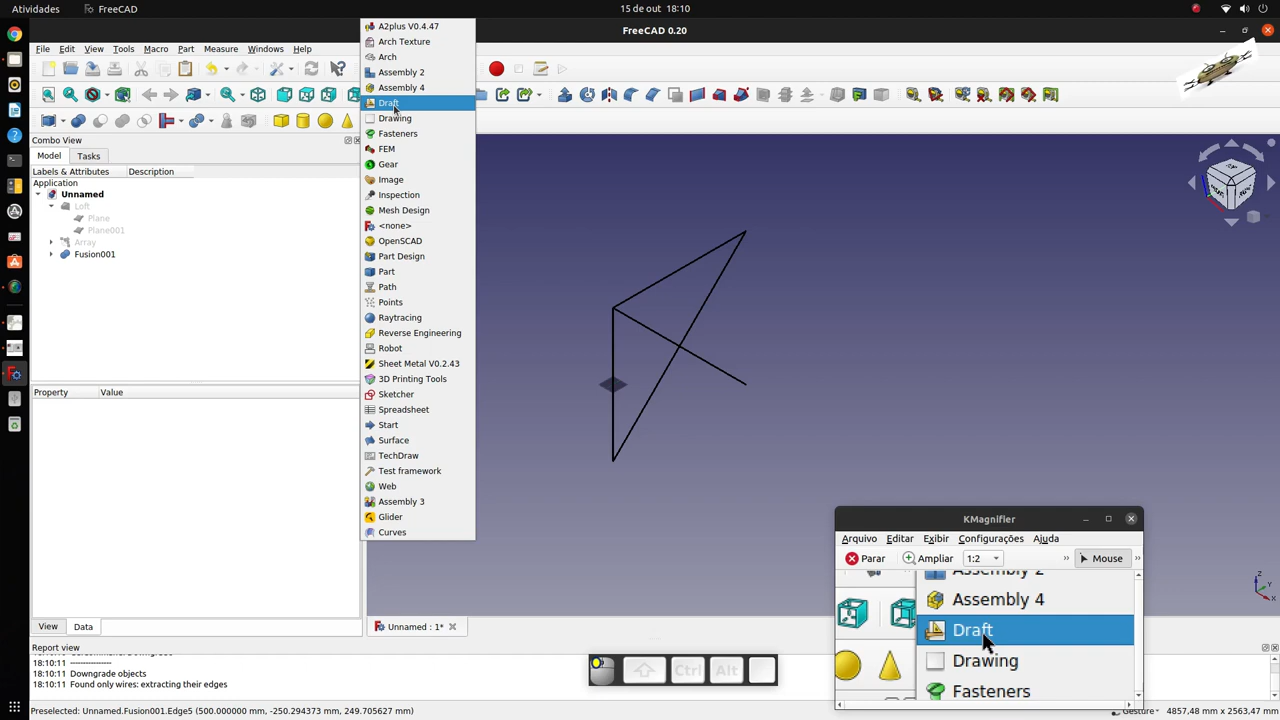 Atividades
FreeCAD
15 de out 18:10
FreeCAD 0.20
File Edit View Tools Macro Part Measure Windows Help
A2plus V0.4.47
Arch Texture
Arch
Assembly 2
Assembly 4
Draft
Drawing
Fasteners
FEM
Gear
Image
Inspection
Mesh Design
<none>
OpenSCAD
Part Design
Part
Path
Points
Raytracing
Reverse Engineering
Robot
Sheet Metal V0.2.43
3D Printing Tools
Sketcher
Spreadsheet
Start
Surface
TechDraw
Test framework
Web
Assembly 3
Glider
Curves
Combo View
Model Tasks
Labels & Attributes Description
Application
Unnamed
Loft
Plane
Plane001
Array
Fusion001
Property Value
View Data
Unnamed : 1*
Report view
18:10:11 ---------------
18:10:11 Downgrade objects
18:10:11 Found only wires: extracting their edges
Preselected: Unnamed.Fusion001.Edge5 (500.000000 mm, -250.294373 mm, 249.705627 mm)
Ctrl Alt
KMagnifier
Arquivo Editar Exibir Configurações Ajuda
Parar Ampliar 1:2 » Mouse »
Assembly 2
Assembly 4
Draft
Drawing
Fasteners
Z
X
Gesture 4857,48 mm x 2563,47 mm